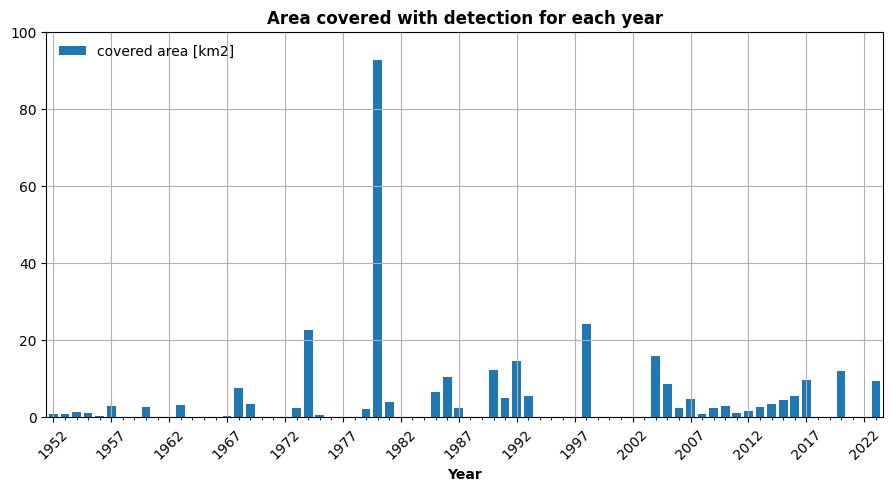 Area covered with detection for each year
covered area [km2]
100
80
60
40
20
0
1952 1957 1962 1967 1972 1977 1982 1987 1992 1997 2002 2007 2012 2017 2022
Year